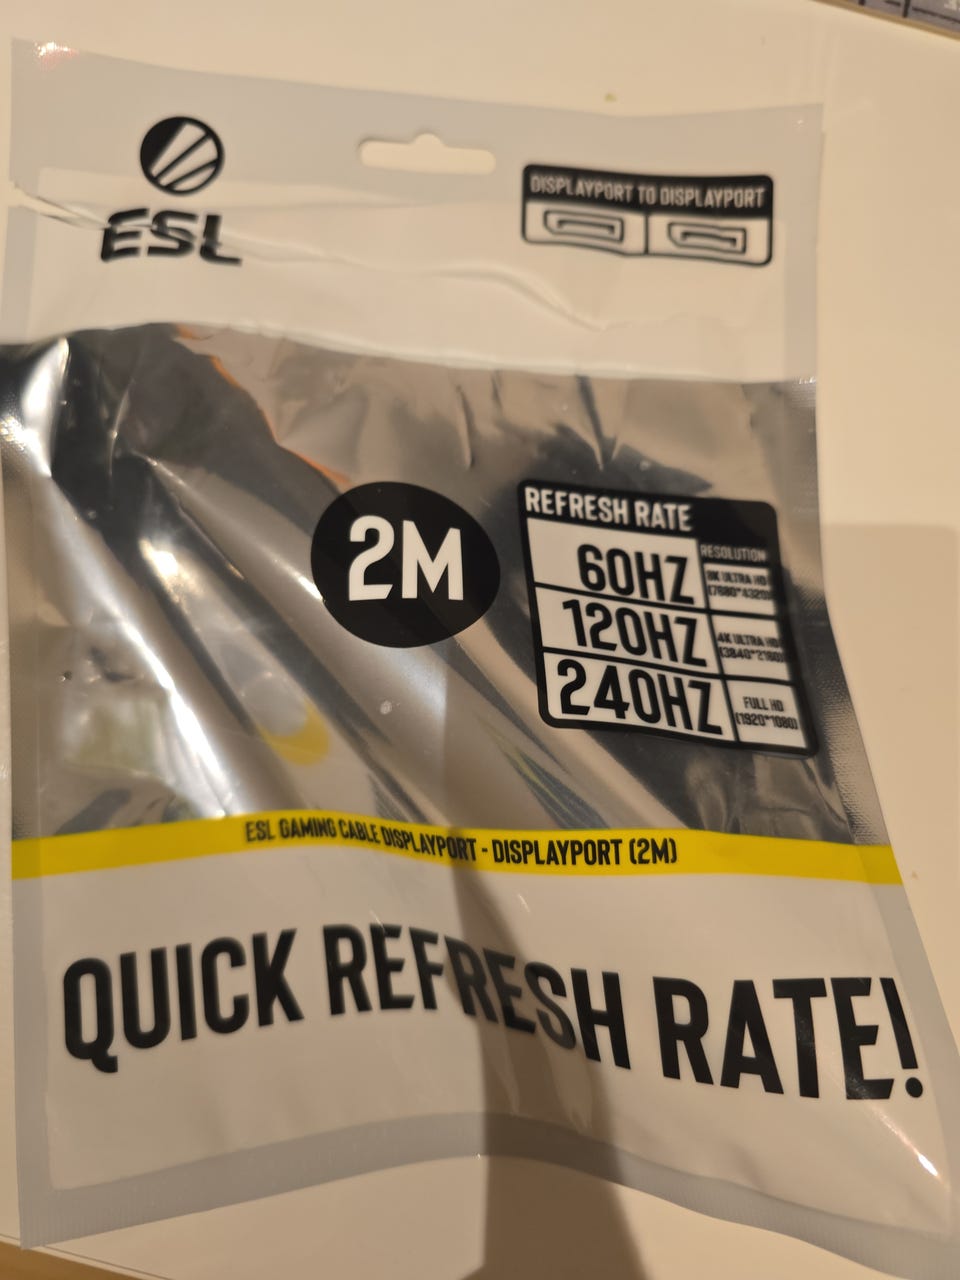 ESL
DISPLAYPORT TO DISPLAYPORT
2M
REFRESH RATE
RESOLUTION
60HZ
8K ULTRA HD
(7680*4320)
120HZ
4K ULTRA HD
(3840*2160)
240HZ
FULL HD
(1920*1080)
ESL GAMING CABLE DISPLAYPORT - DISPLAYPORT (2M)
QUICK REFRESH RATE!